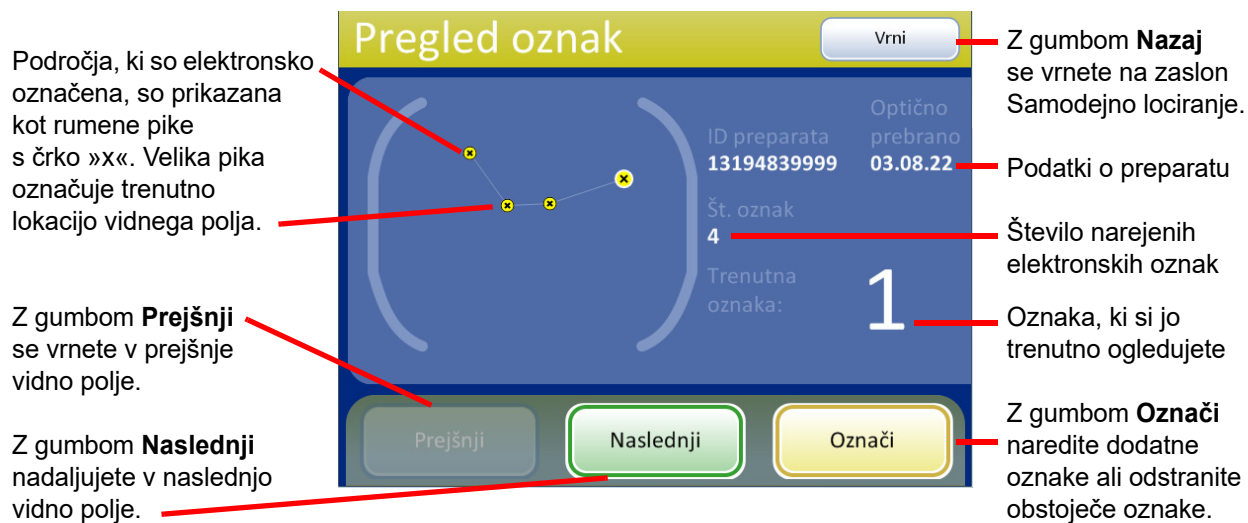 Pregled oznak
Vrni
Področja, ki so elektronsko
označena, so prikazana
kot rumene pike
s črko »x«. Velika pika
označuje trenutno
lokacijo vidnega polja.
Z gumbom Prejšnji
se vrnete v prejšnje
vidno polje.
Z gumbom Naslednji
nadaljujete v naslednjo
vidno polje.
ID preparata
13194839999
Optično
prebrano
03.08.22
Št. oznak
4
Trenutna
oznaka:
1
Prejšnji
Naslednji
Označi
Z gumbom Nazaj
se vrnete na zaslon
Samodejno lociranje.
Podatki o preparatu
Število narejenih
elektronskih oznak
Oznaka, ki si jo
trenutno ogledujete
Z gumbom Označi
naredite dodatne
oznake ali odstranite
obstoječe oznake.